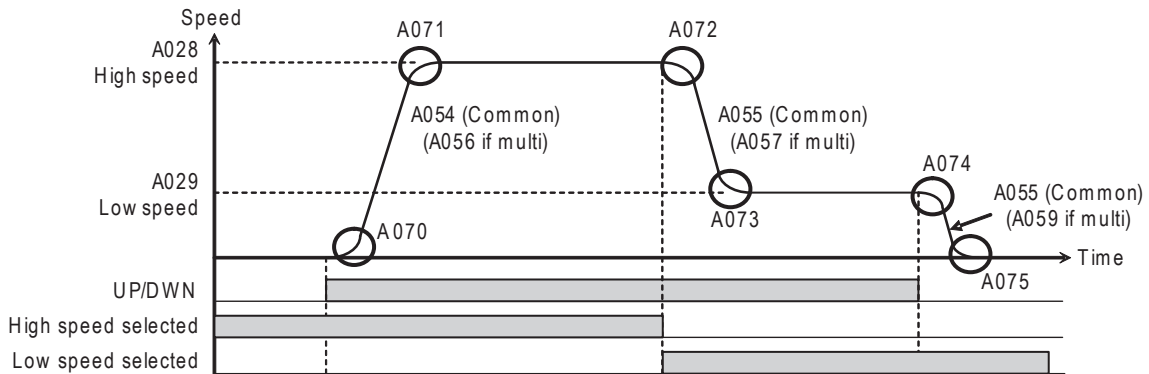 Speed
A028
High speed
A071
A072
A054 (Common)
(A056 if multi)
A055 (Common)
(A057 if multi)
A029
Low speed
A070
A073
A074
A055 (Common)
(A059 if multi)
Time
A075
UP/DWN
High speed selected
Low speed selected